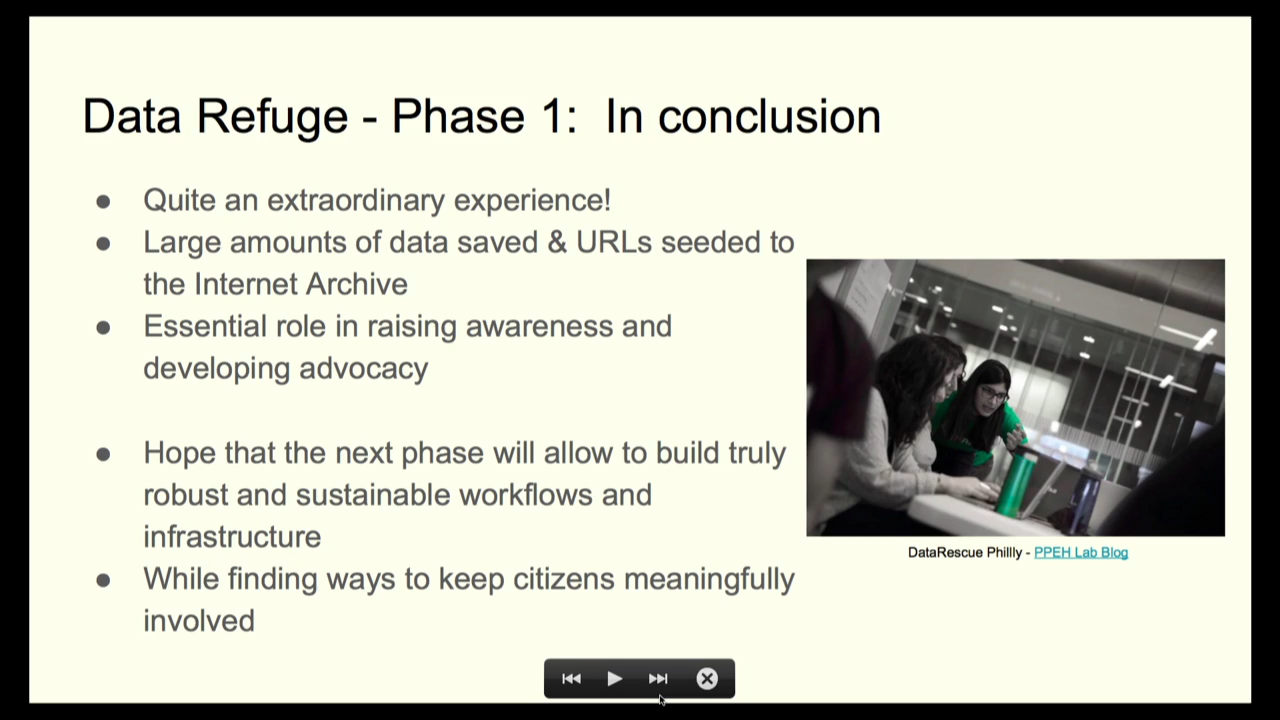 Data Refuge - Phase 1: In conclusion
● Quite an extraordinary experience!
● Large amounts of data saved & URLs seeded to
the Internet Archive
● Essential role in raising awareness and
developing advocacy
● Hope that the next phase will allow to build truly
robust and sustainable workflows and
infrastructure
● While finding ways to keep citizens meaningfully
involved
DataRescue Phillly - PPEH Lab Blog